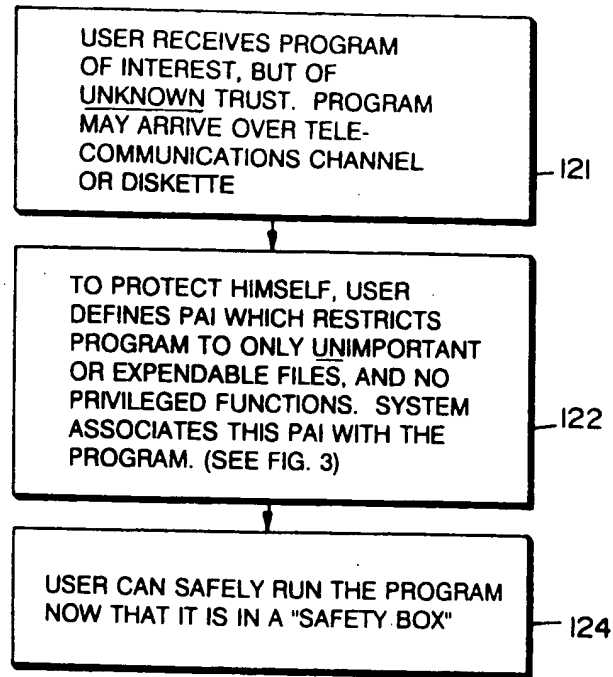 USER RECEIVES PROGRAM
OF INTEREST, BUT OF
UNKNOWN TRUST. PROGRAM
MAY ARRIVE OVER TELE-
COMMUNICATIONS CHANNEL
OR DISKETTE
121
TO PROTECT HIMSELF, USER
DEFINES PAI WHICH RESTRICTS
PROGRAM TO ONLY UNIMPORTANT
OR EXPENDABLE FILES, AND NO
PRIVILEGED FUNCTIONS. SYSTEM
ASSOCIATES THIS PAI WITH THE
PROGRAM. (SEE FIG. 3)
122
USER CAN SAFELY RUN THE PROGRAM
NOW THAT IT IS IN A "SAFETY BOX"
124